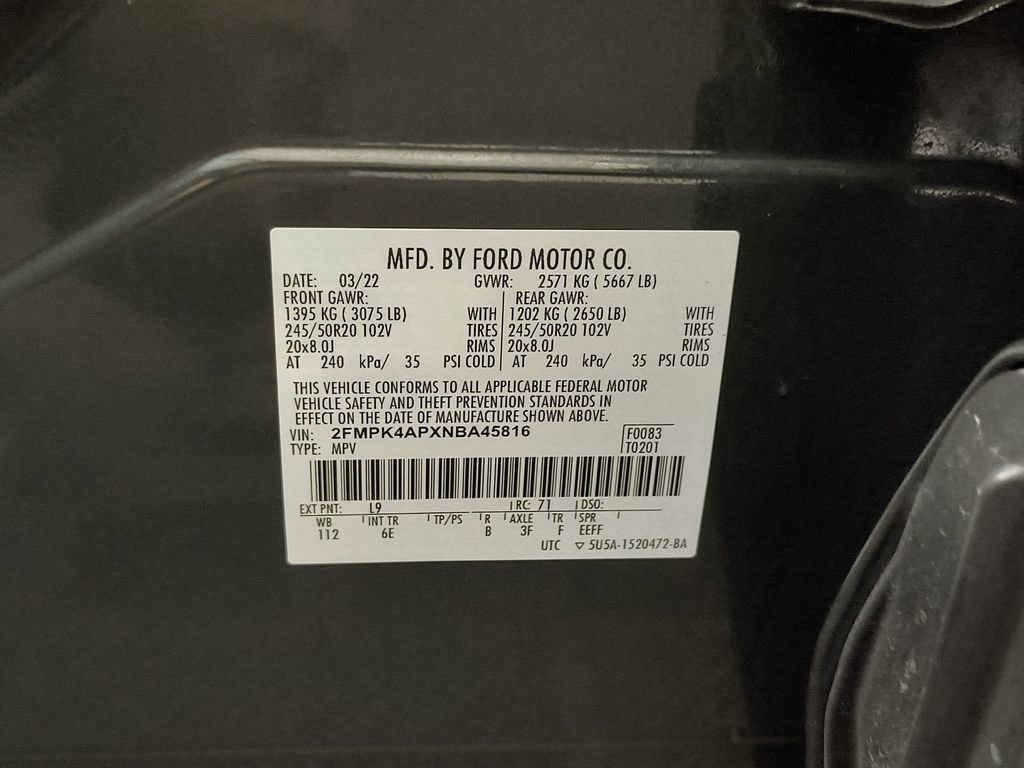 MFD. BY FORD MOTOR CO.
DATE: 03/22 GVWR: 2571 KG ( 5667 LB)
FRONT GAWR: REAR GAWR:
1395 KG ( 3075 LB) WITH 1202 KG ( 2650 LB) WITH
245/50R20 102V TIRES 245/50R20 102V TIRES
20x8.0J RIMS 20x8.0J RIMS
AT 240 kPa/ 35 PSI COLD AT 240 kPa/ 35 PSI COLD
THIS VEHICLE CONFORMS TO ALL APPLICABLE FEDERAL MOTOR
VEHICLE SAFETY AND THEFT PREVENTION STANDARDS IN
EFFECT ON THE DATE OF MANUFACTURE SHOWN ABOVE.
VIN: 2FMPK4APXNBA45816 F0083
TYPE: MPV T0201
EXT PNT: L9 RC: 71 DSO:
WB INT TR TP/PS R AXLE TR SPR
112 6E B 3F F EEFF
UTC ▽ 5U5A-1520472-BA